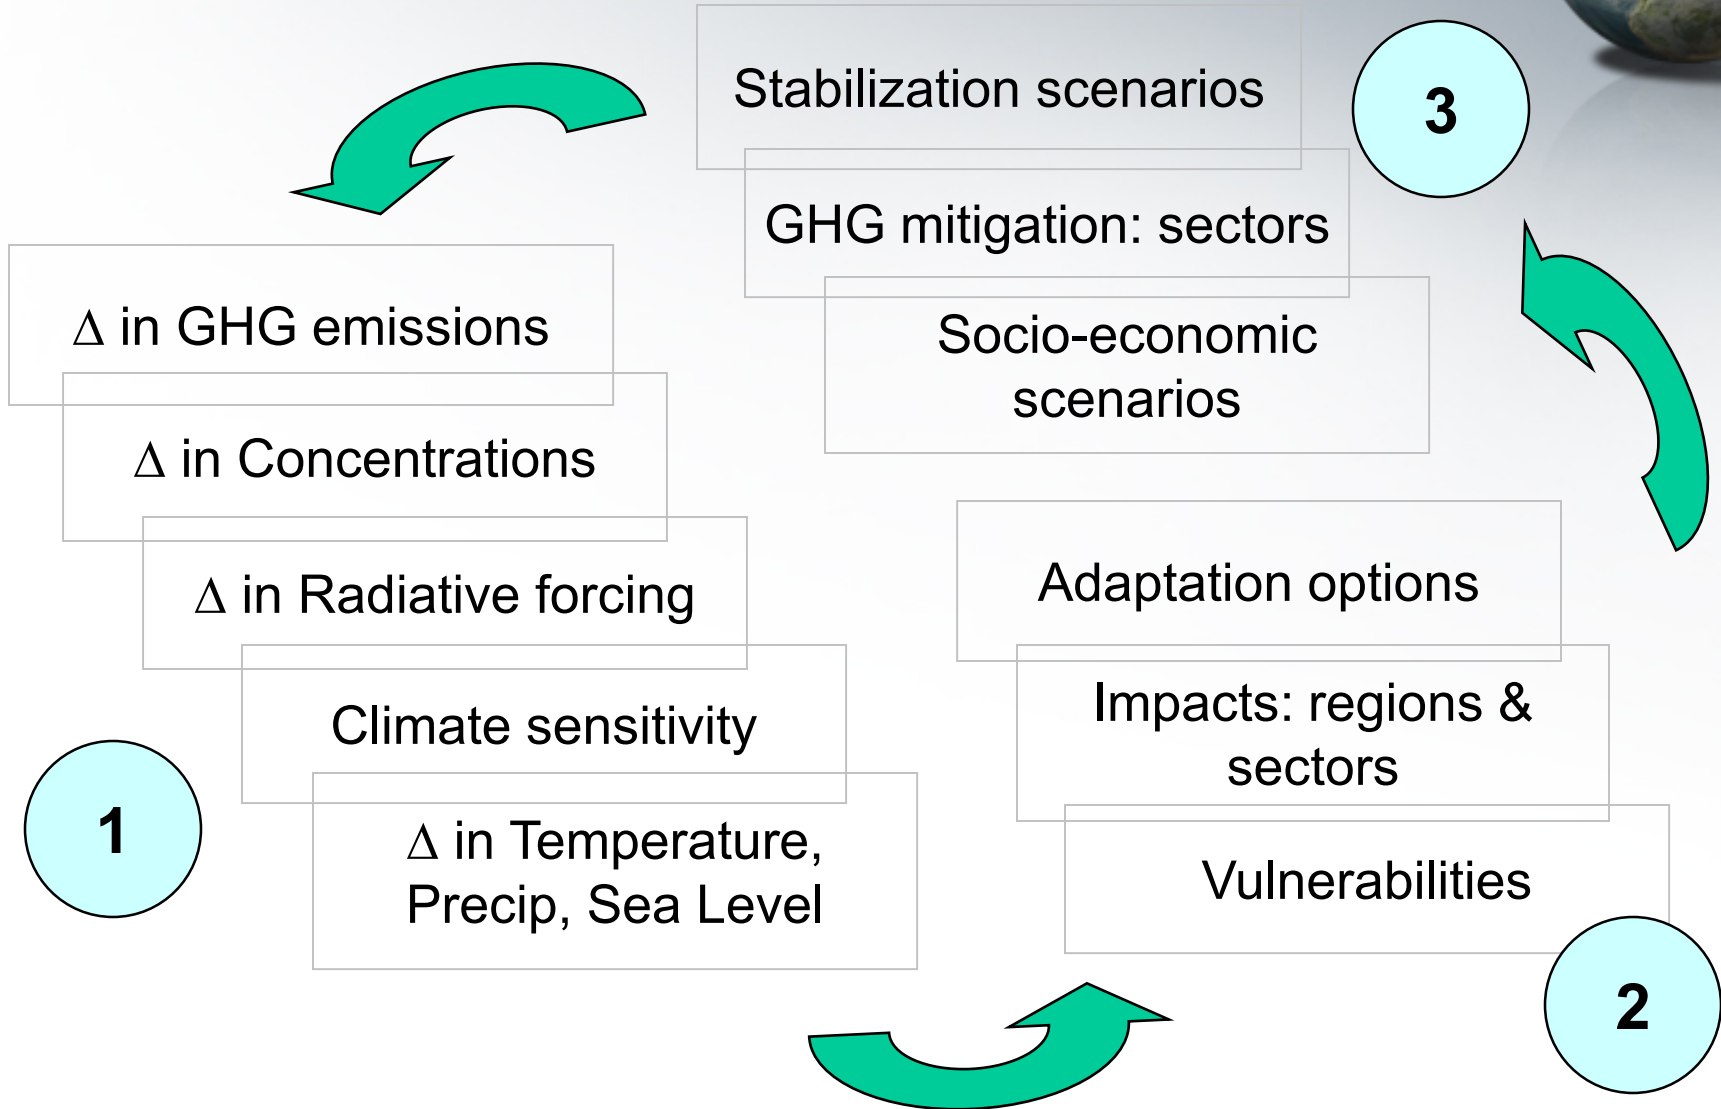 Stabilization scenarios
3
GHG mitigation: sectors
Socio-economic
scenarios
Δ in GHG emissions
Δ in Concentrations
Δ in Radiative forcing
Climate sensitivity
Δ in Temperature,
Precip, Sea Level
1
Adaptation options
Impacts: regions &
sectors
Vulnerabilities
2